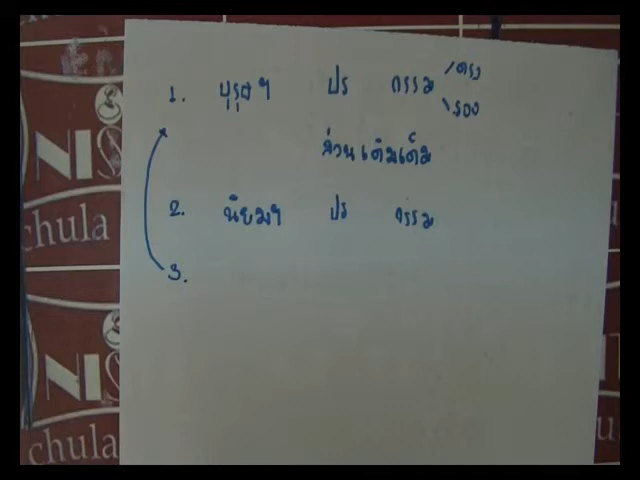 1. บุรุษฯ ปร กรรม / ตรง
\ รอง
ส่วนเติมเต็ม
2. นิยมฯ ปร กรรม
3.
NIS
chula
NIS
chula